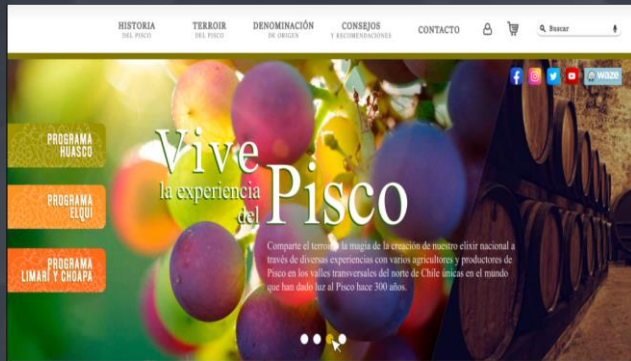 HISTORIA
DEL PISCO
TERROIR
DEL PISCO
DENOMINACIÓN
DE ORIGEN
CONSEJOS
Y RECOMENDACIONES
CONTACTO
Buscar
waze
PROGRAMA
HUASCO
PROGRAMA
ELQUI
PROGRAMA
LIMARÍ Y CHOAPA
Vive
la experiencia
del Pisco
Comparte el terroir y la magia de la creación de nuestro elixir nacional a
través de diversas experiencias con varios agricultores y productores de
Pisco en los valles transversales del norte de Chile únicas en el mundo
que han dado luz al Pisco hace 300 años.